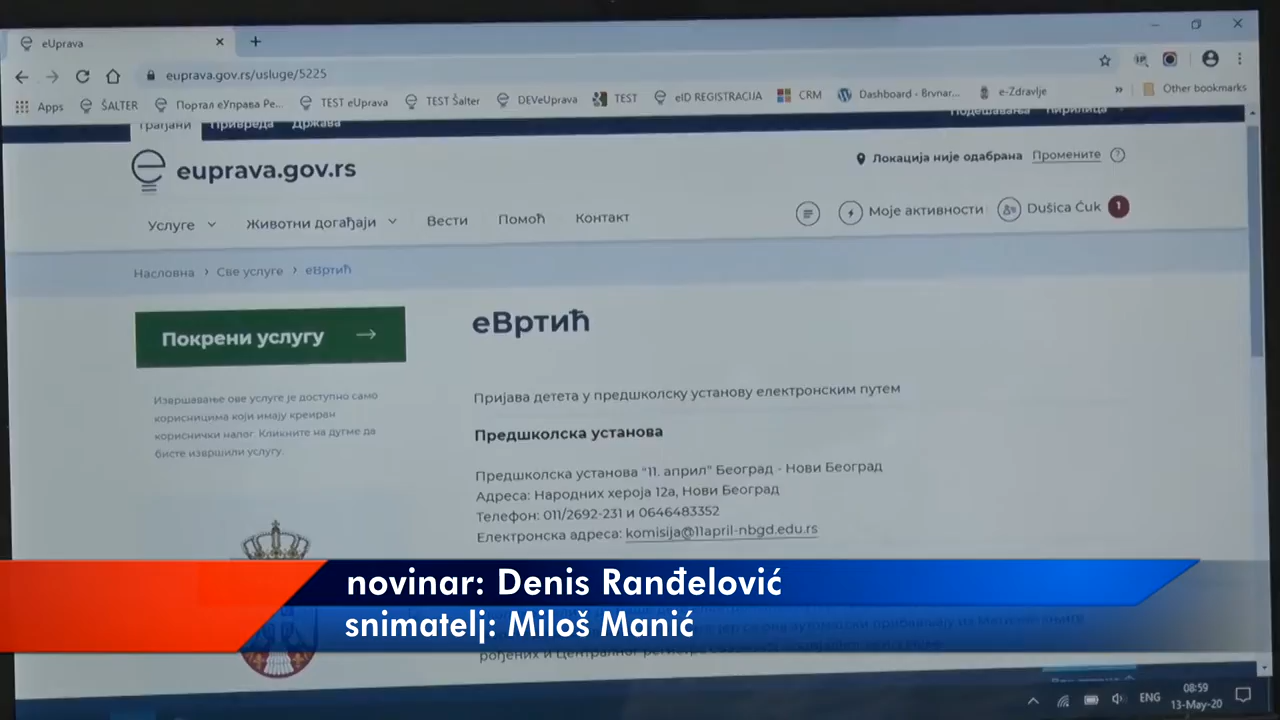 eUprava
euprava.gov.rs/usluge/5225
Apps ŠALTER Портал еУправа Ре... TEST eUprava TEST Šalter DEVeUprava TEST eID REGISTRACIJA CRM Dashboard - Brvnar... e-Zdravlje » Other bookmarks
Грађани Привреда Држава Подешавања Ћирилица
euprava.gov.rs
Локација није одабрана Промените ?
Услуге Животни догађаји Вести Помоћ Контакт Моје активности Dušica Ćuk 1
Насловна > Све услуге > еВртић
Покрени услугу →
еВртић
Извршавање ове услуге је доступно само
корисницима који имају креиран
кориснички налог. Кликните на дугме да
бисте извршили услугу.
Пријава детета у предшколску установу електронским путем
Предшколска установа
Предшколска установа "11. април" Београд - Нови Београд
Адреса: Народних хероја 12а, Нови Београд
Телефон: 011/2692-231 и 0646483352
Електронска адреса: komisija@11april-nbgd.edu.rs
novinar: Denis Ranđelović
snimatelj: Miloš Manić
рођених и Централног регистра
ENG
08:59
13-May-20